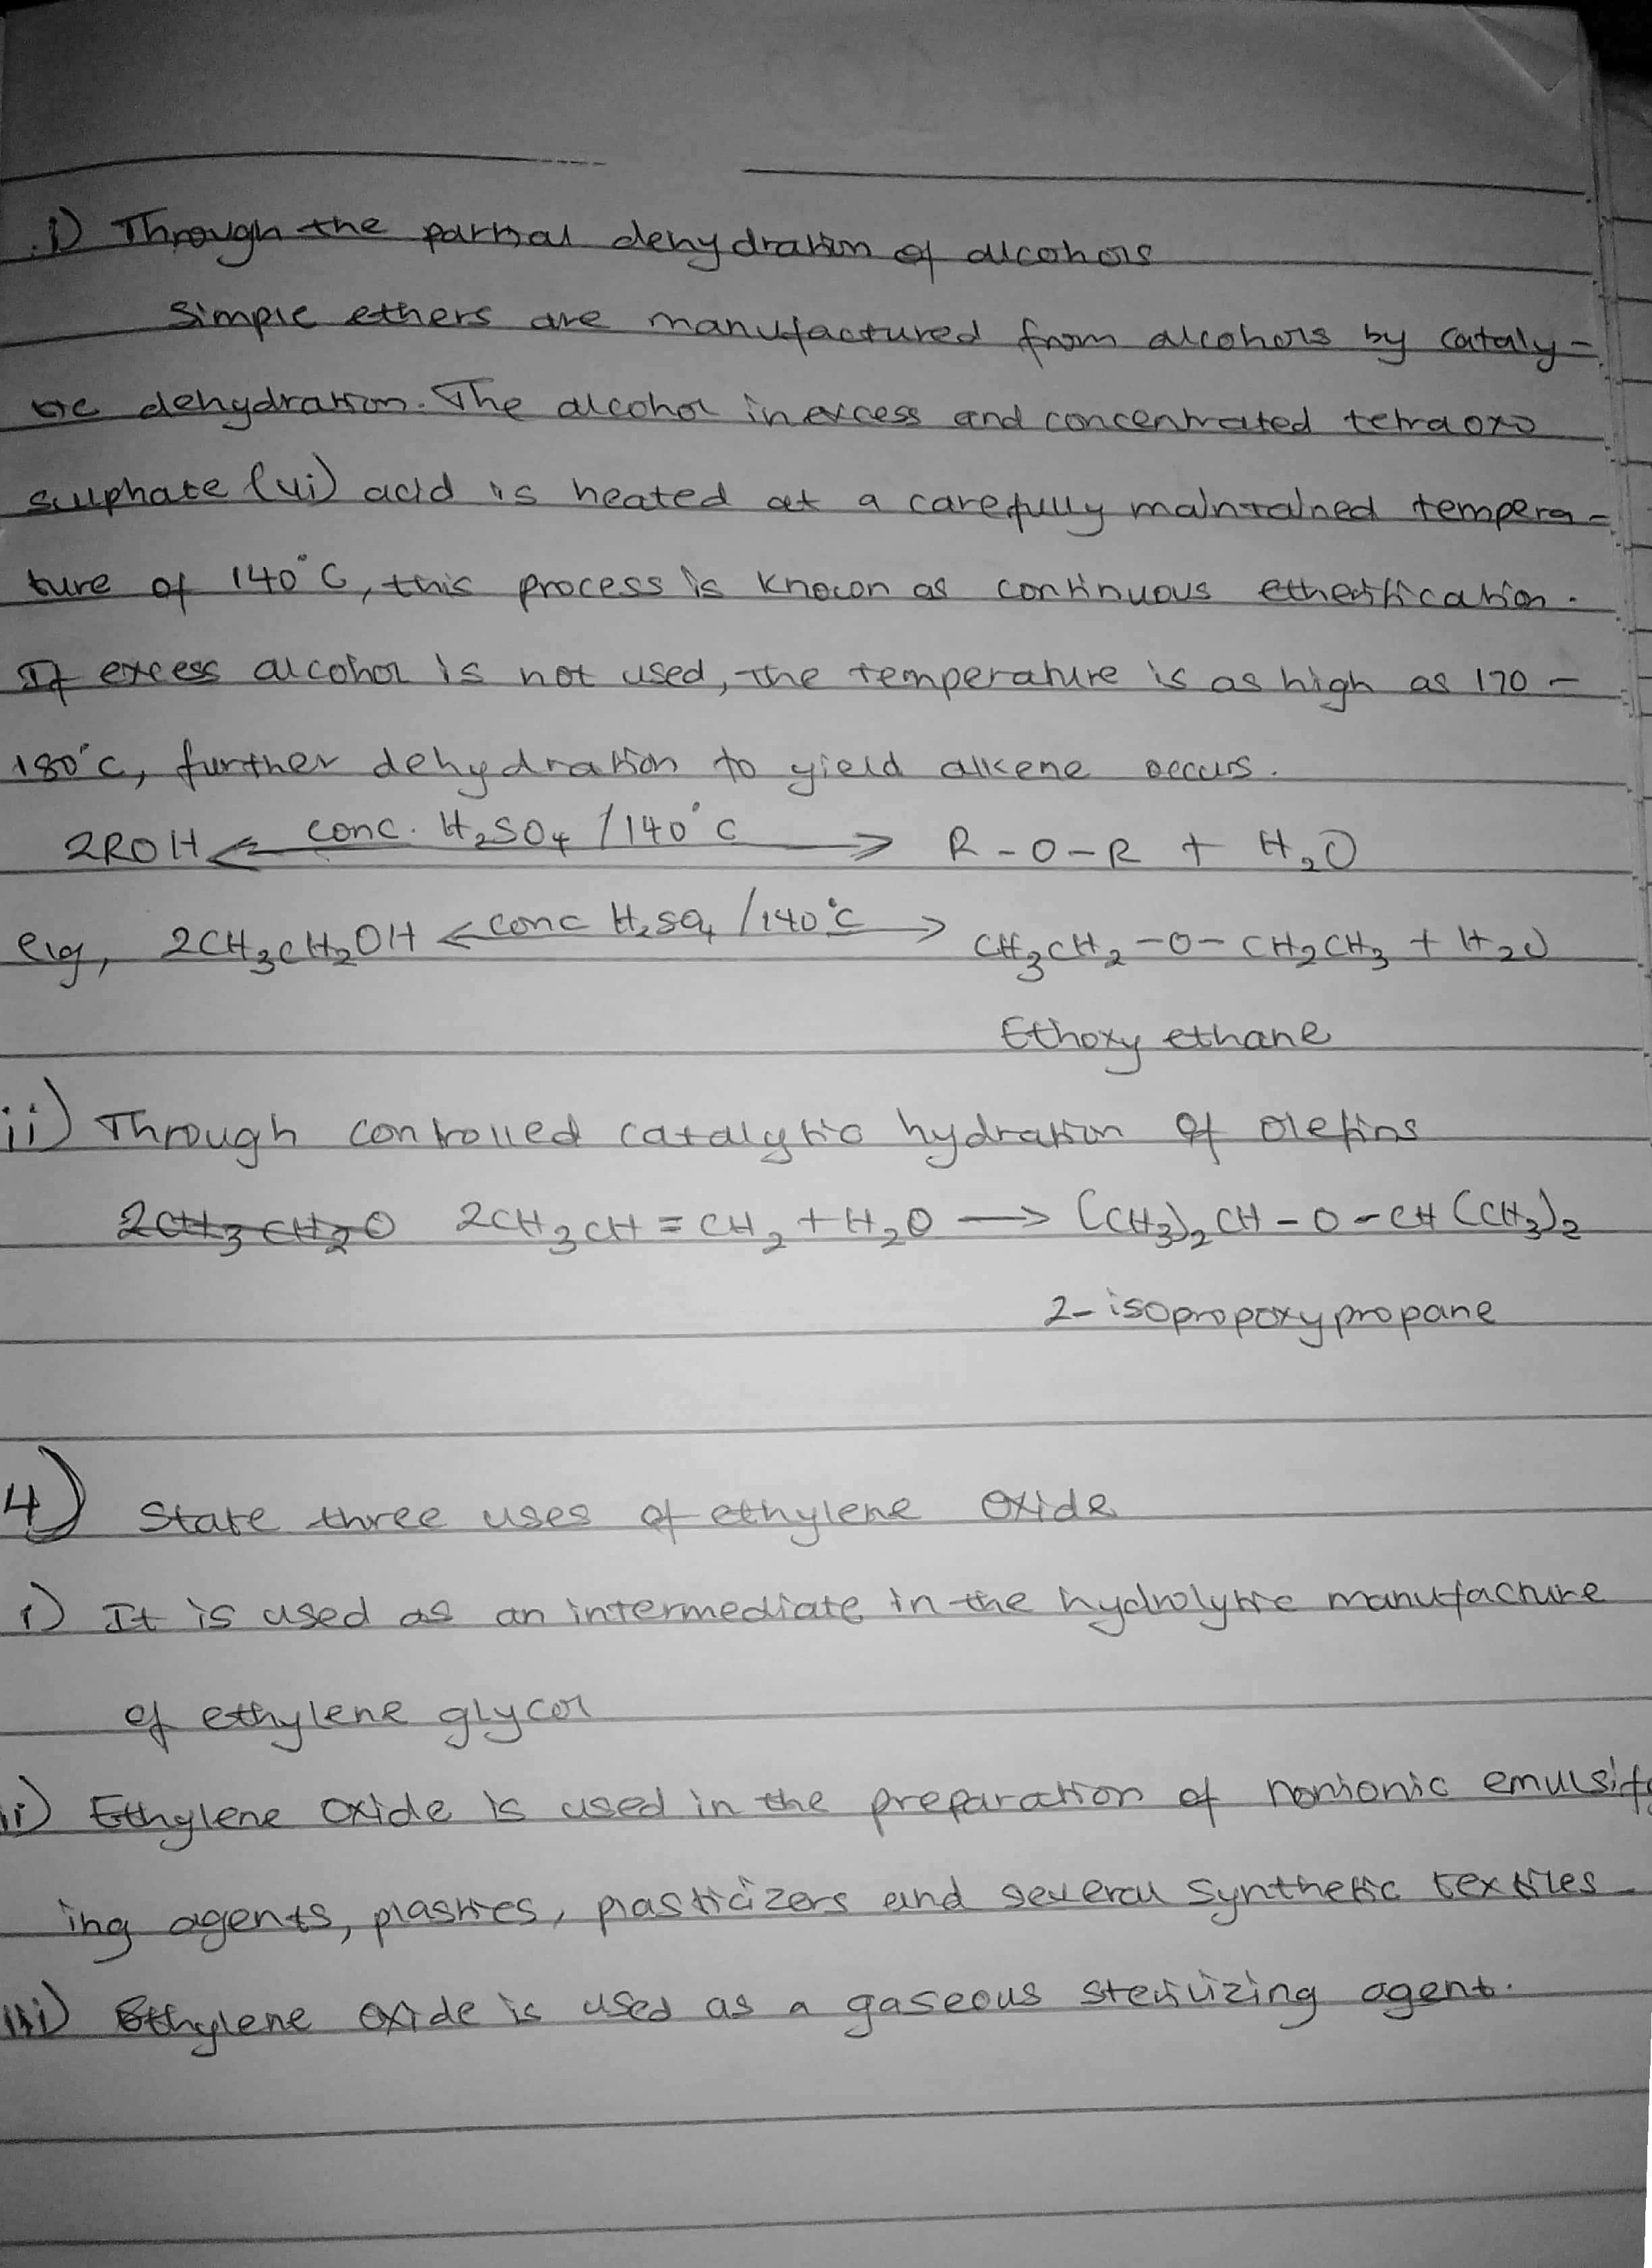 i) Through the partial dehydration of alcohols
Simple ethers are manufactured from alcohols by cataly-
tic dehydration. The alcohol in excess and concentrated tetraoxo
sulphate (vi) acid is heated at a carefully maintained tempera-
ture of 140°C, this process is known as continuous etherification.
If excess alcohol is not used, the temperature is as high as 170-
180°C, further dehydration to yield alkene occurs.
2ROH <-- conc. H₂SO₄ /140°C --> R-O-R + H₂O
e.g, 2CH₃CH₂OH <-- conc H₂SO₄ /140°C --> CH₃CH₂-O-CH₂CH₃ + H₂O
Ethoxy ethane
ii) Through controlled catalytic hydration of olefins
2CH₃CH₂O 2CH₃CH=CH₂ + H₂O → (CH₃)₂CH-O-CH(CH₃)₂
2-isopropoxypropane
4) State three uses of ethylene oxide
i) It is used as an intermediate in the hydrolytic manufacture
of ethylene glycol
ii) Ethylene oxide is used in the preparation of nonionic emulsify
ing agents, plastics, plasticizers and several synthetic textiles
iii) Ethylene oxide is used as a gaseous sterilizing agent.